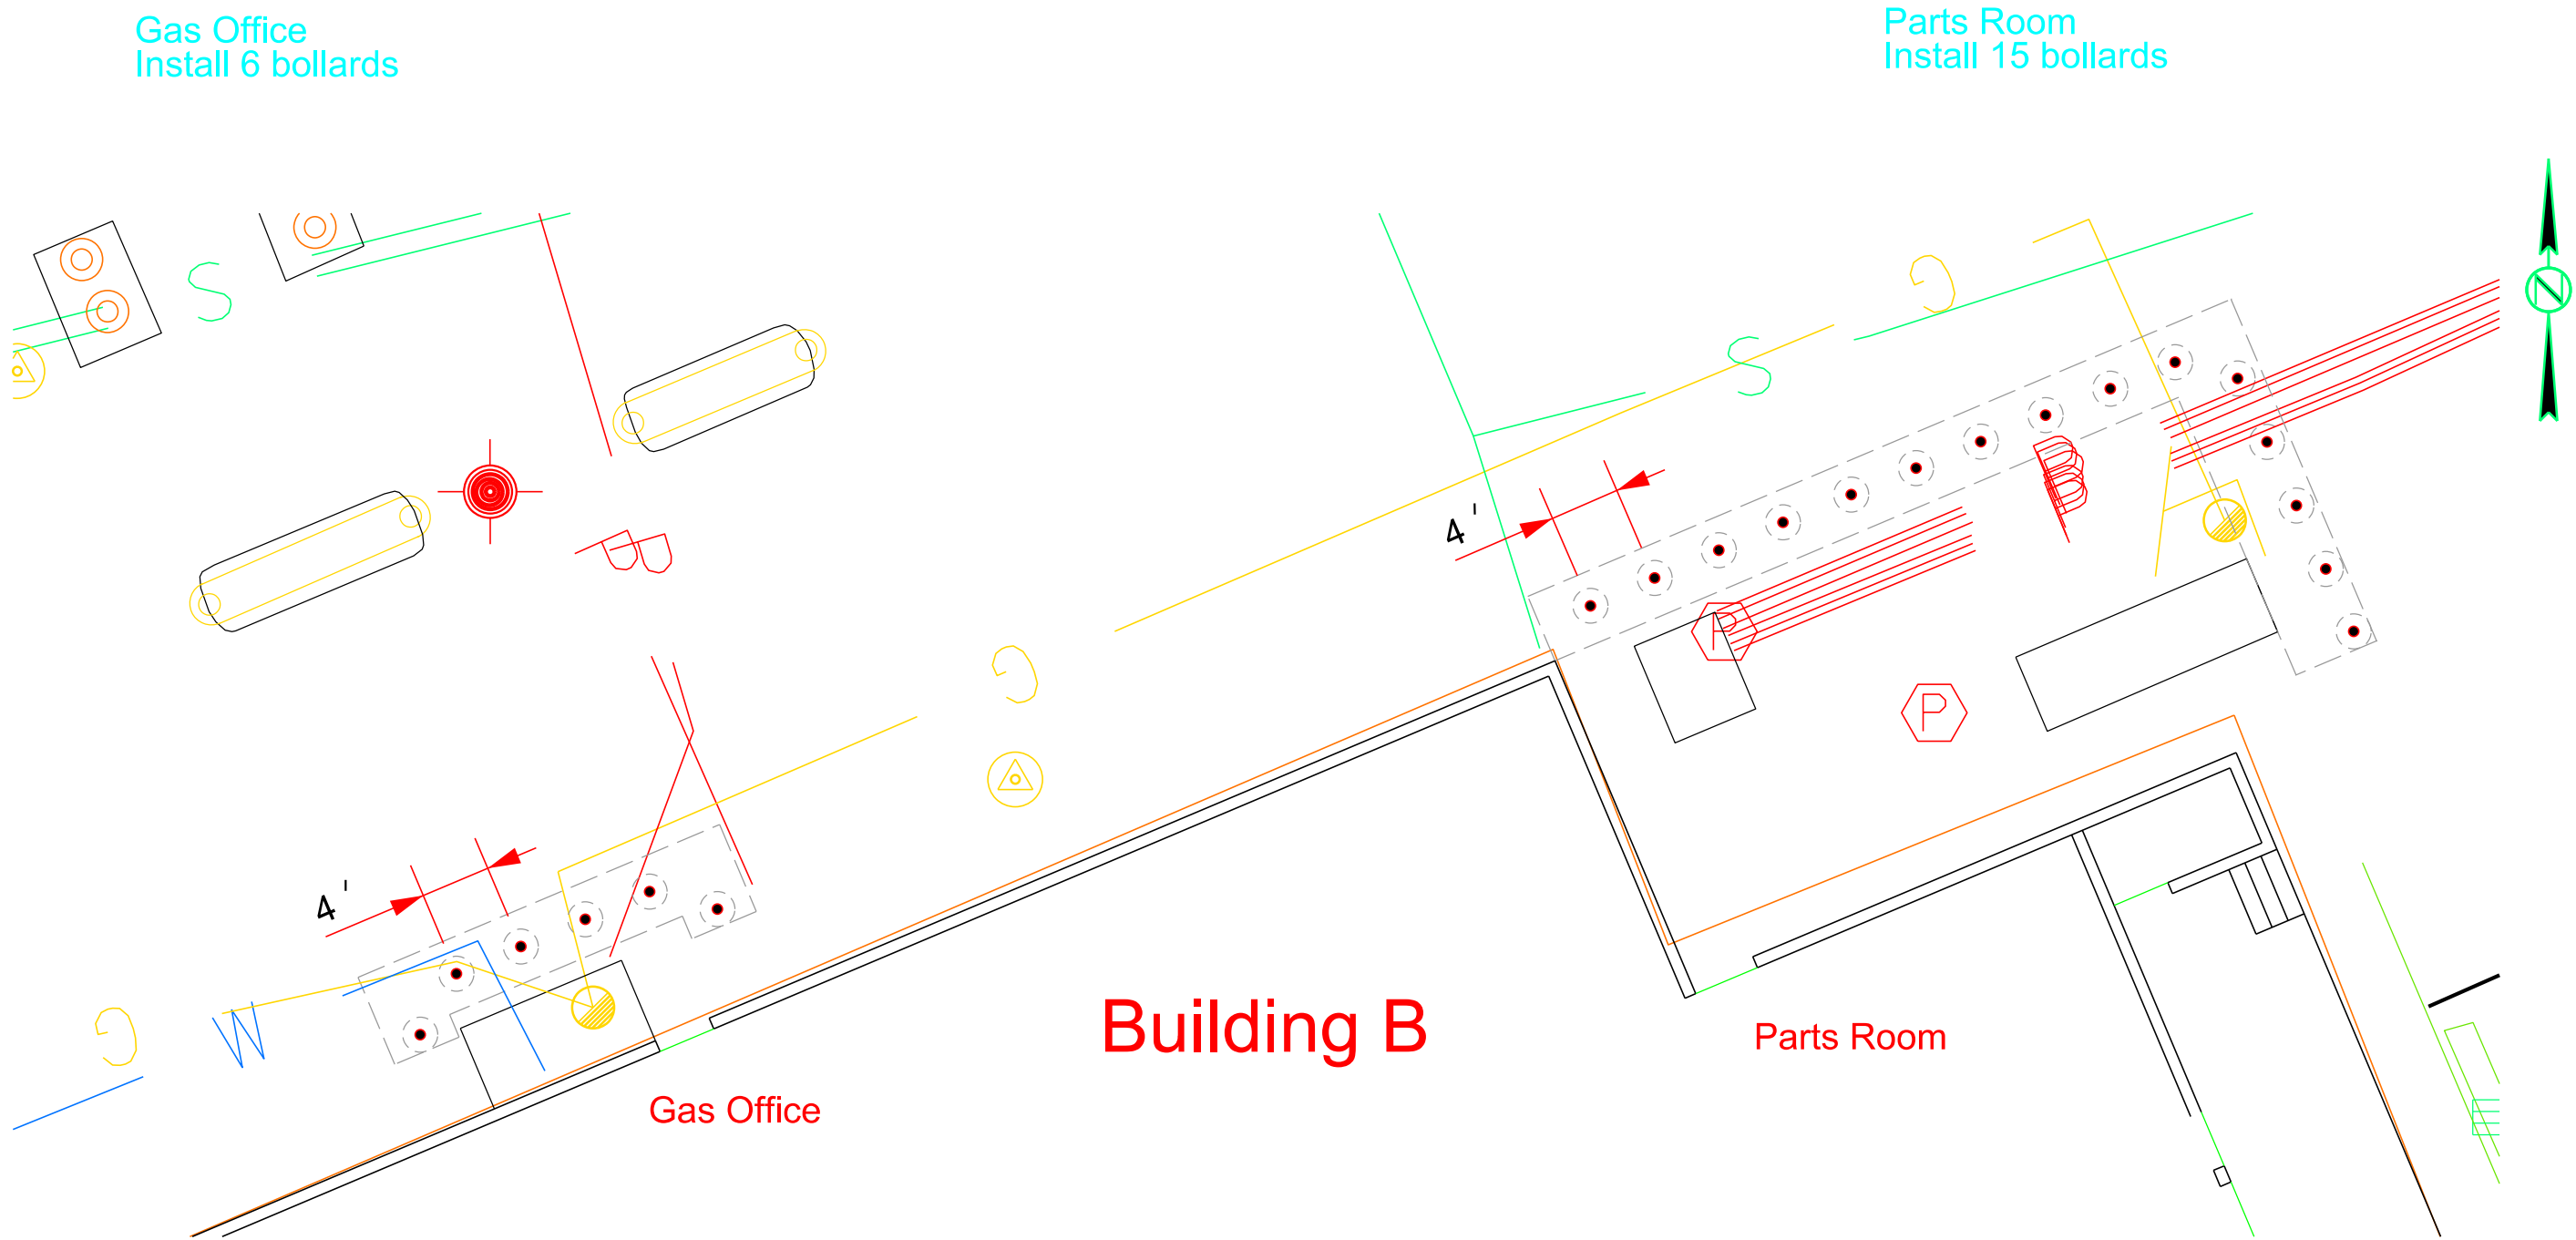 Gas Office
Install 6 bollards
Parts Room
Install 15 bollards
N
S
G
S
4'
P
P
P
P
G
4'
G
W
Building B
Parts Room
Gas Office